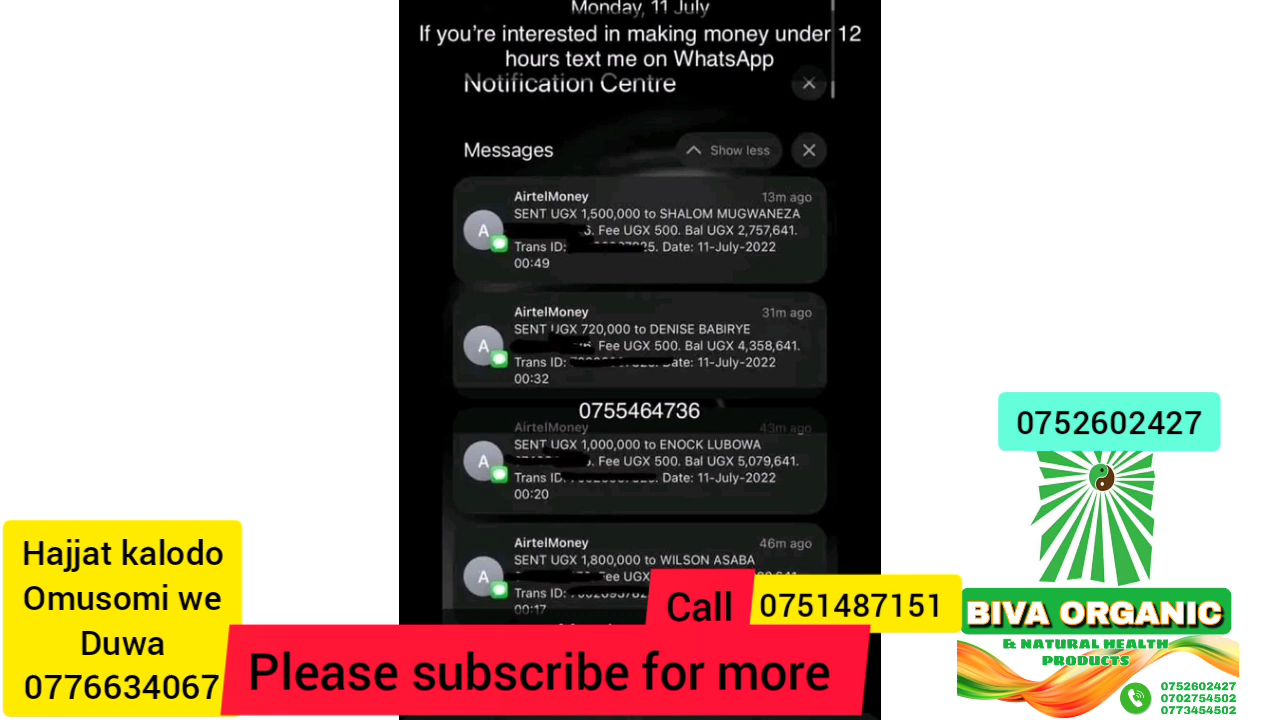 Monday, 11 July
If you're interested in making money under 12
hours text me on WhatsApp
Notification Centre
Messages
Show less
AirtelMoney
13m ago
SENT UGX 1,500,000 to SHALOM MUGWANEZA
Fee UGX 500. Bal UGX 2,757,641.
Trans ID: Date: 11-July-2022
00:49
AirtelMoney
31m ago
SENT UGX 720,000 to DENISE BABIRYE
Fee UGX 500. Bal UGX 4,358,641.
Trans ID: Date: 11-July-2022
00:32
0755464736
AirtelMoney
43m ago
SENT UGX 1,000,000 to ENOCK LUBOWA
Fee UGX 500. Bal UGX 5,079,641.
Trans ID: Date: 11-July-2022
00:20
AirtelMoney
46m ago
SENT UGX 1,800,000 to WILSON ASABA
Fee UGX
Trans ID:
00:17
Hajjat kalodo
Omusomi we
Duwa
0776634067
Call 0751487151
Please subscribe for more
0752602427
BIVA ORGANIC
& NATURAL HEALTH
PRODUCTS
0752602427
0702754502
0773454502